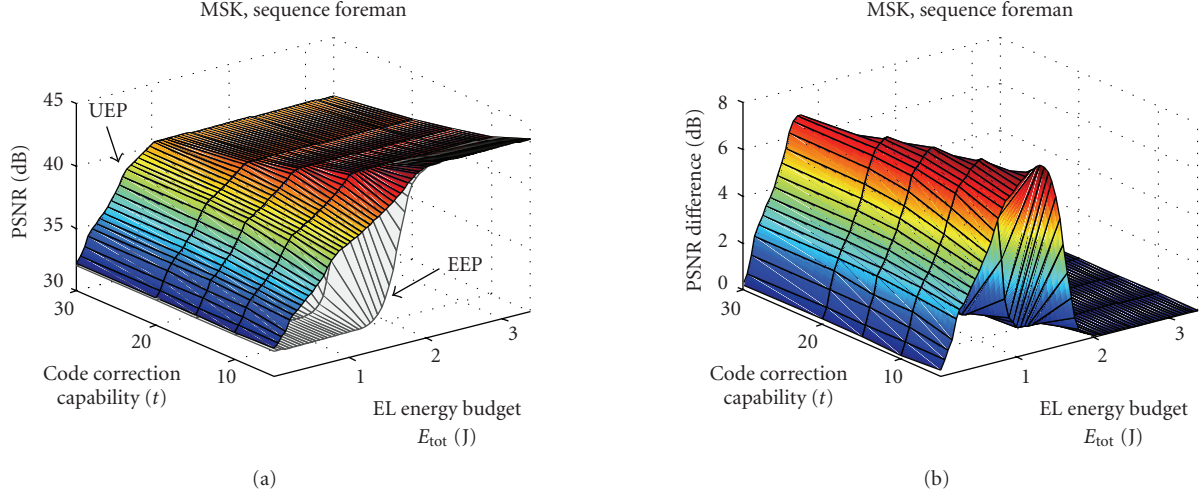 MSK, sequence foreman
45
40
35
30
PSNR (dB)
UEP
EEP
30
20
10
Code correction
capability (t)
1
2
3
EL energy budget
E_tot (J)
(a)
MSK, sequence foreman
8
6
4
2
0
PSNR difference (dB)
30
20
10
Code correction
capability (t)
1
2
3
EL energy budget
E_tot (J)
(b)